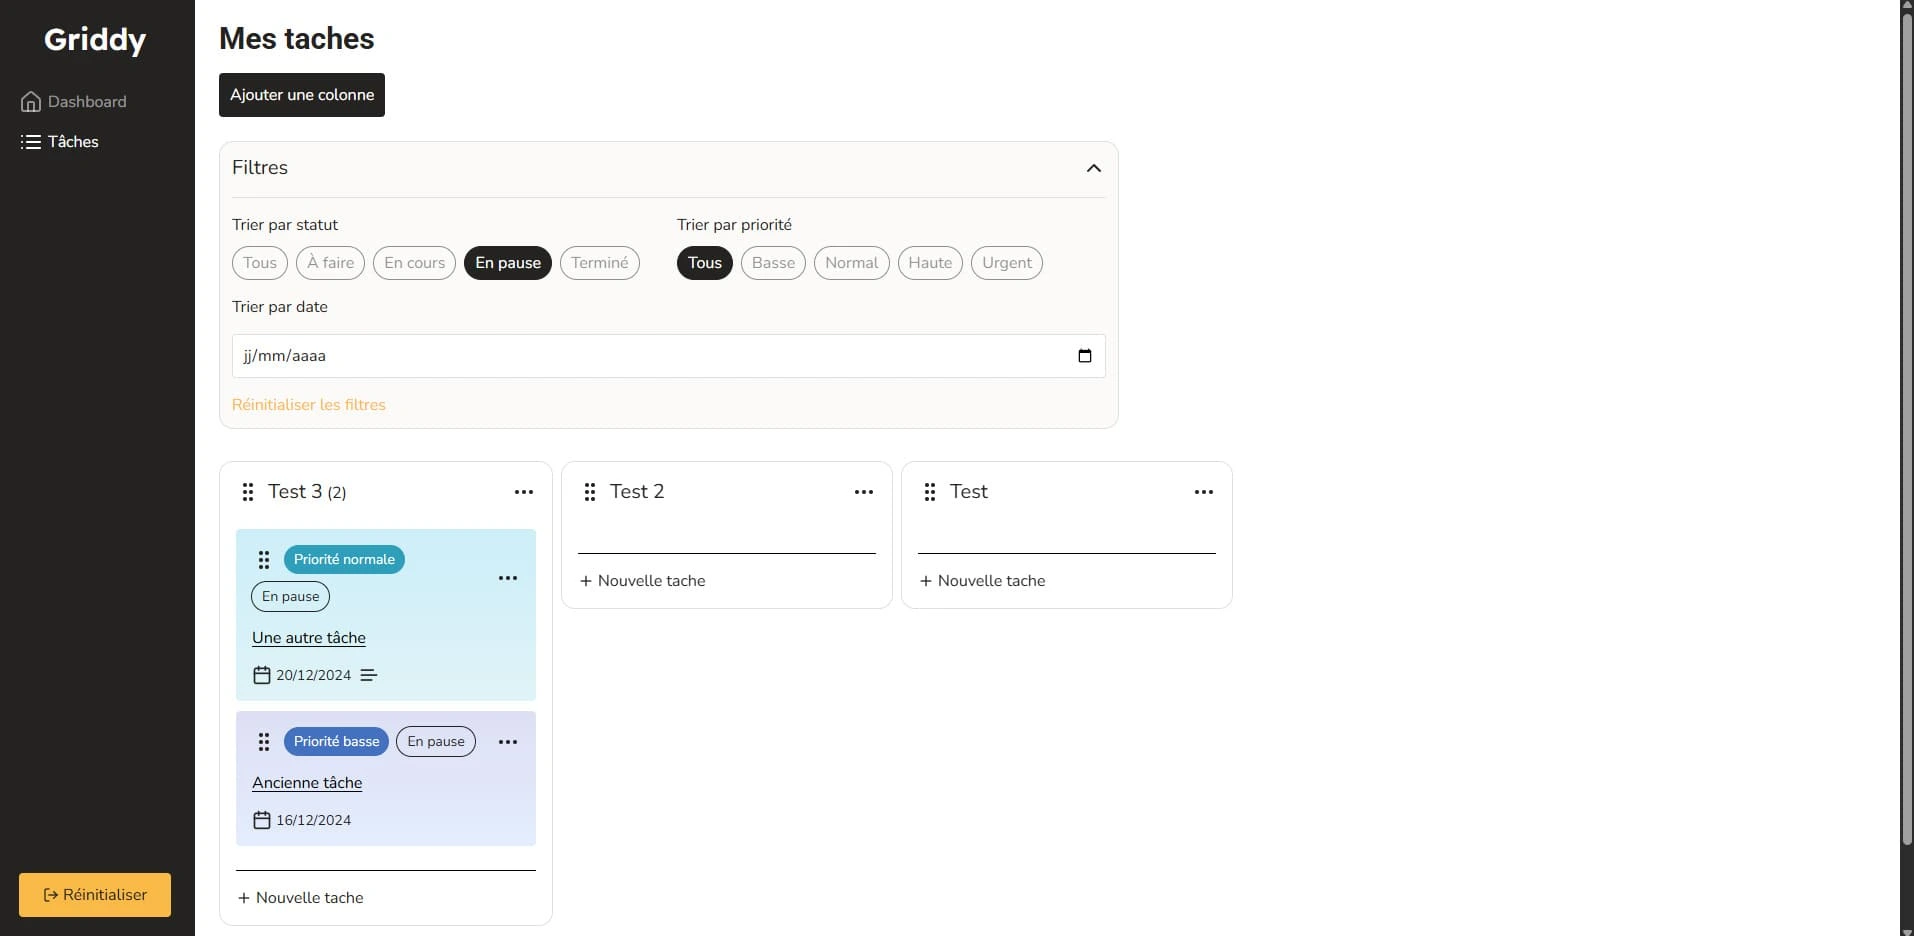 Griddy
Dashboard
Tâches
Réinitialiser
Mes taches
Ajouter une colonne
Filtres
Trier par statut
Tous À faire En cours En pause Terminé
Trier par priorité
Tous Basse Normal Haute Urgent
Trier par date
jj/mm/aaaa
Réinitialiser les filtres
Test 3 (2)
Priorité normale
En pause
Une autre tâche
20/12/2024
Priorité basse En pause
Ancienne tâche
16/12/2024
+ Nouvelle tache
Test 2
+ Nouvelle tache
Test
+ Nouvelle tache